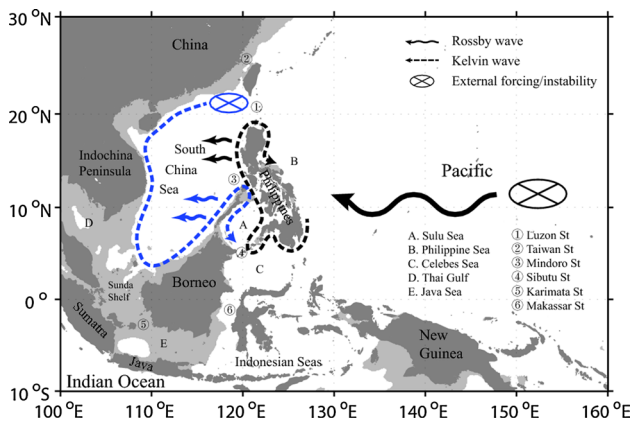 30°N
20°N
10°N
0°N
10°S
100°E
110°E
120°E
130°E
140°E
150°E
160°E
China
Rossby wave
Kelvin wave
External forcing/instability
②
①
Indochina
Peninsula
South
China
Sea
③
B
Philippines
Pacific
D
A
④
C
A. Sulu Sea
B. Philippine Sea
C. Celebes Sea
D. Thai Gulf
E. Java Sea
① Luzon St
② Taiwan St
③ Mindoro St
④ Sibutu St
⑤ Karimata St
⑥ Makassar St
Sunda
Shelf
Borneo
⑥
Sumatra
⑤
E
Java
Indonesian Seas
New
Guinea
Indian Ocean